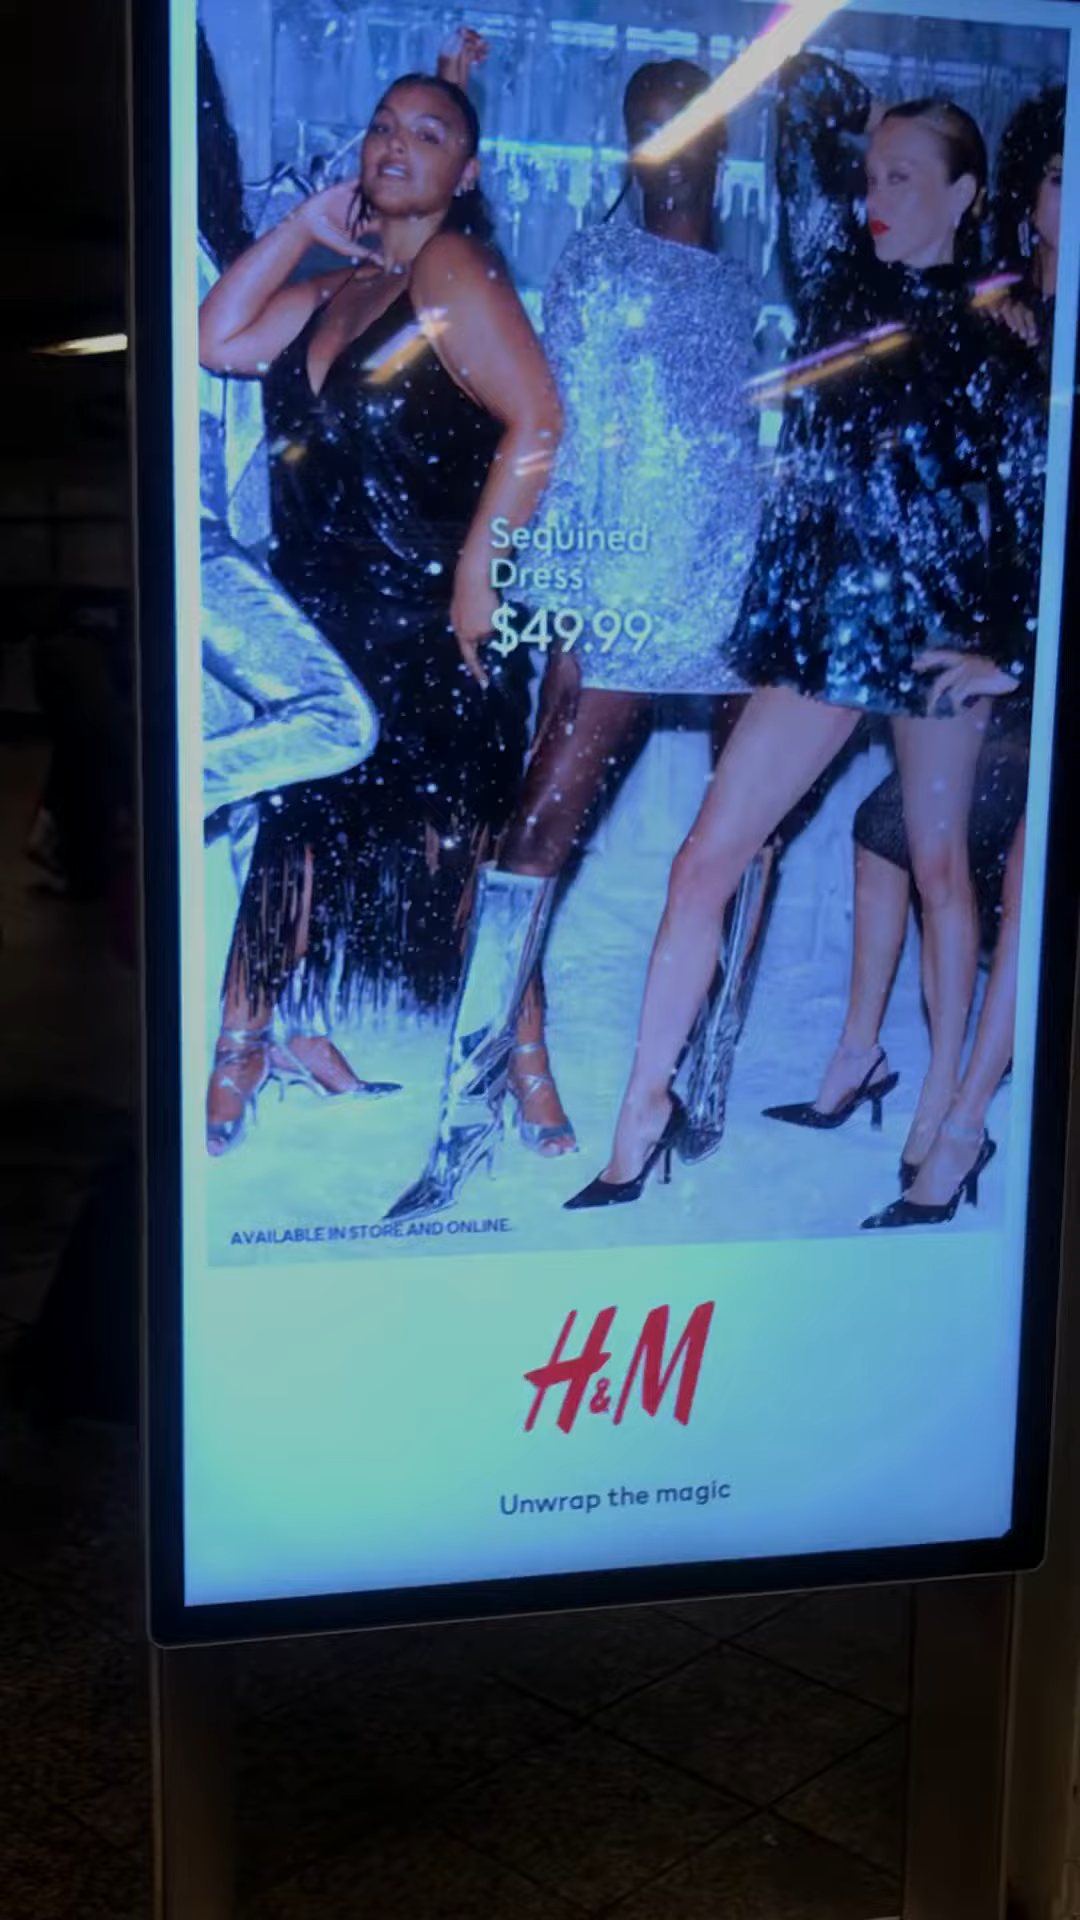 Sequined
Dress
$49.99
AVAILABLE IN STORE AND ONLINE.
H&M
Unwrap the magic